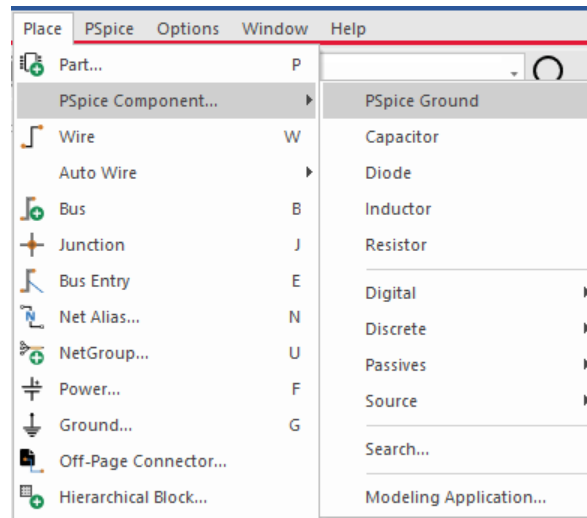 Place PSpice Options Window Help
Part... P
PSpice Component...
Wire W
Auto Wire
Bus B
Junction J
Bus Entry E
Net Alias... N
NetGroup... U
Power... F
Ground... G
Off-Page Connector...
Hierarchical Block...
PSpice Ground
Capacitor
Diode
Inductor
Resistor
Digital
Discrete
Passives
Source
Search...
Modeling Application...